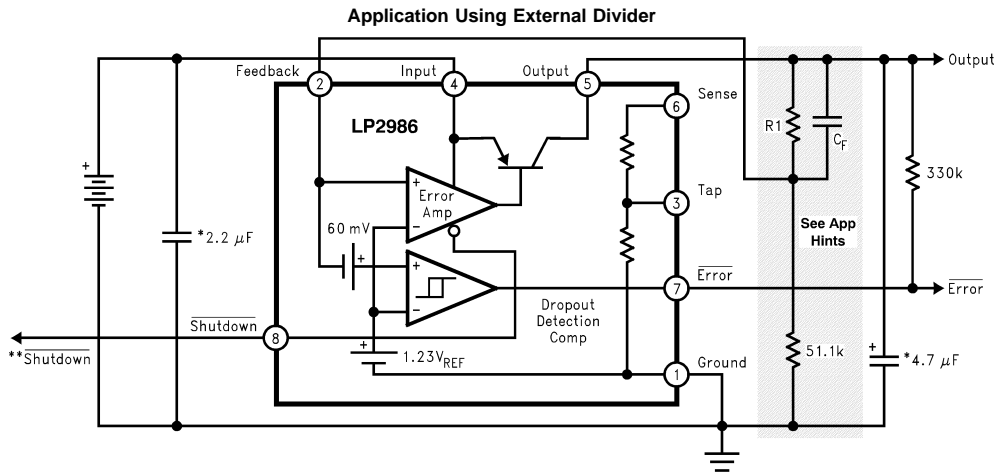 Application Using External Divider
Feedback
2
Input
4
Output
5
Output
LP2986
6
Sense
R1
CF
330k
+
+
Error
Amp
−
3
Tap
60 mV
+
+
−
*2.2 μF
See App
Hints
Error
7
Error
Dropout
Detection
Comp
Shutdown
8
**Shutdown
+
1.23VREF
Ground
1
51.1k
+
*4.7 μF